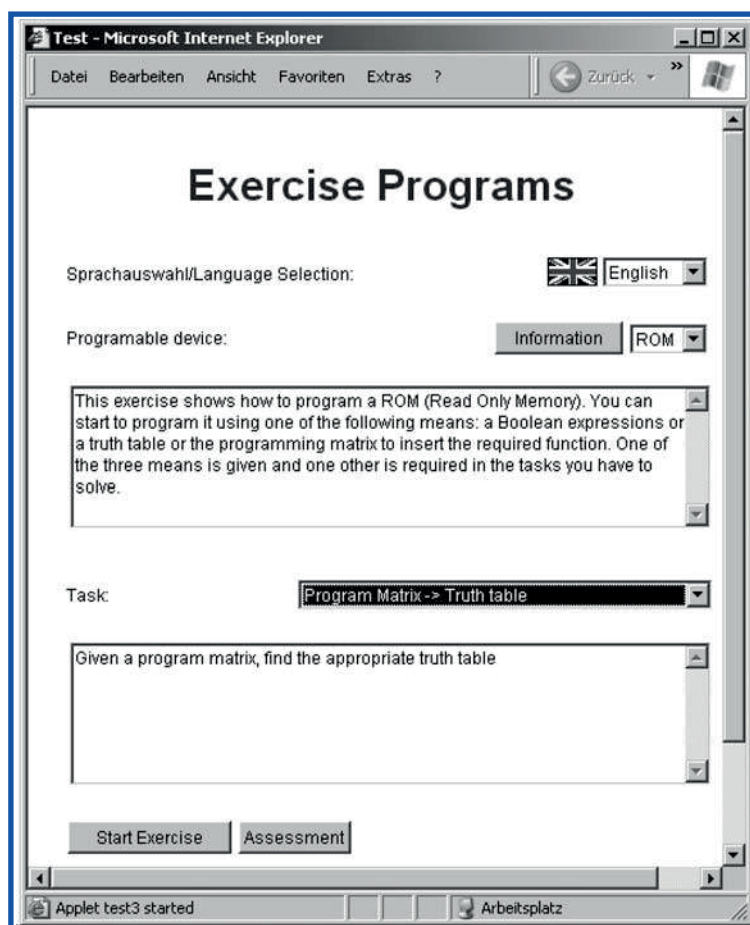 Test - Microsoft Internet Explorer
Datei Bearbeiten Ansicht Favoriten Extras ? Zurück »
Exercise Programs
Sprachauswahl/Language Selection: English
Programable device: Information ROM
This exercise shows how to program a ROM (Read Only Memory). You can
start to program it using one of the following means: a Boolean expressions or
a truth table or the programming matrix to insert the required function. One of
the three means is given and one other is required in the tasks you have to
solve.
Task: Program Matrix -> Truth table
Given a program matrix, find the appropriate truth table
Start Exercise Assessment
Applet test3 started Arbeitsplatz